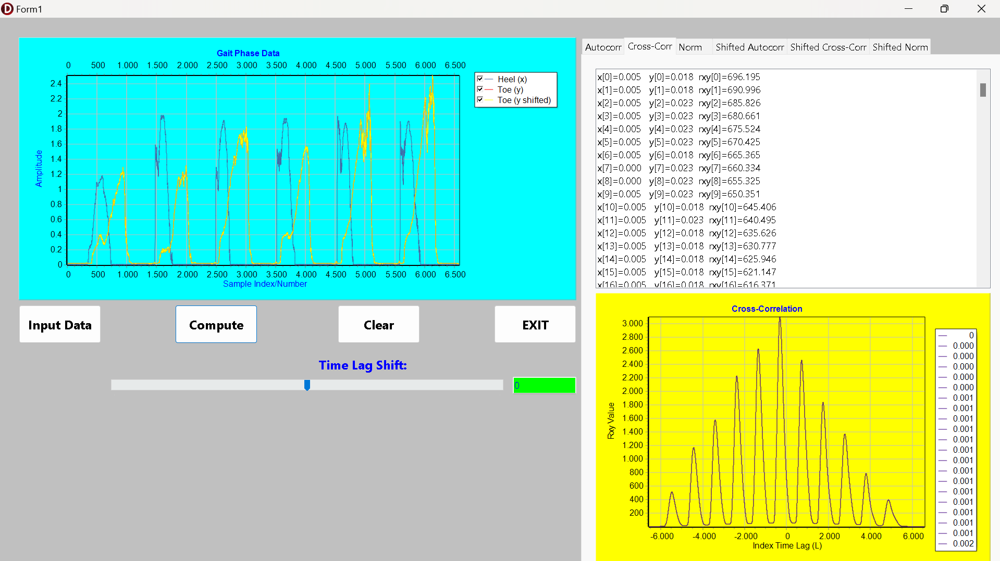 Form1
Gait Phase Data
0 500 1.000 1.500 2.000 2.500 3.000 3.500 4.000 4.500 5.000 5.500 6.000 6.500
2.4
2.2
2
1.8
1.6
1.4
1.2
1
0.8
0.6
0.4
0.2
0
Amplitude
0 500 1.000 1.500 2.000 2.500 3.000 3.500 4.000 4.500 5.000 5.500 6.000 6.500
Sample Index/Number
Heel (x)
Toe (y)
Toe (y shifted)
Input Data
Compute
Clear
EXIT
Time Lag Shift:
0
Autocorr Cross-Corr Norm Shifted Autocorr Shifted Cross-Corr Shifted Norm
x[0]=0.005 y[0]=0.018 rxy[0]=696.195
x[1]=0.005 y[1]=0.018 rxy[1]=690.996
x[2]=0.005 y[2]=0.023 rxy[2]=685.826
x[3]=0.005 y[3]=0.023 rxy[3]=680.661
x[4]=0.005 y[4]=0.023 rxy[4]=675.524
x[5]=0.005 y[5]=0.023 rxy[5]=670.425
x[6]=0.005 y[6]=0.018 rxy[6]=665.365
x[7]=0.000 y[7]=0.023 rxy[7]=660.334
x[8]=0.000 y[8]=0.023 rxy[8]=655.325
x[9]=0.005 y[9]=0.023 rxy[9]=650.351
x[10]=0.005 y[10]=0.018 rxy[10]=645.406
x[11]=0.005 y[11]=0.023 rxy[11]=640.495
x[12]=0.005 y[12]=0.018 rxy[12]=635.626
x[13]=0.005 y[13]=0.018 rxy[13]=630.777
x[14]=0.005 y[14]=0.018 rxy[14]=625.946
x[15]=0.005 y[15]=0.018 rxy[15]=621.147
x[16]=0.005 y[16]=0.018 rxy[16]=616.371
Cross-Correlation
3.000
2.800
2.600
2.400
2.200
2.000
1.800
1.600
1.400
1.200
1.000
800
600
400
200
Rxy Value
-6.000 -4.000 -2.000 0 2.000 4.000 6.000
Index Time Lag (L)
0
0.000
0.000
0.000
0.000
0.000
0.001
0.001
0.001
0.001
0.001
0.001
0.001
0.001
0.001
0.001
0.001
0.001
0.001
0.001
0.002